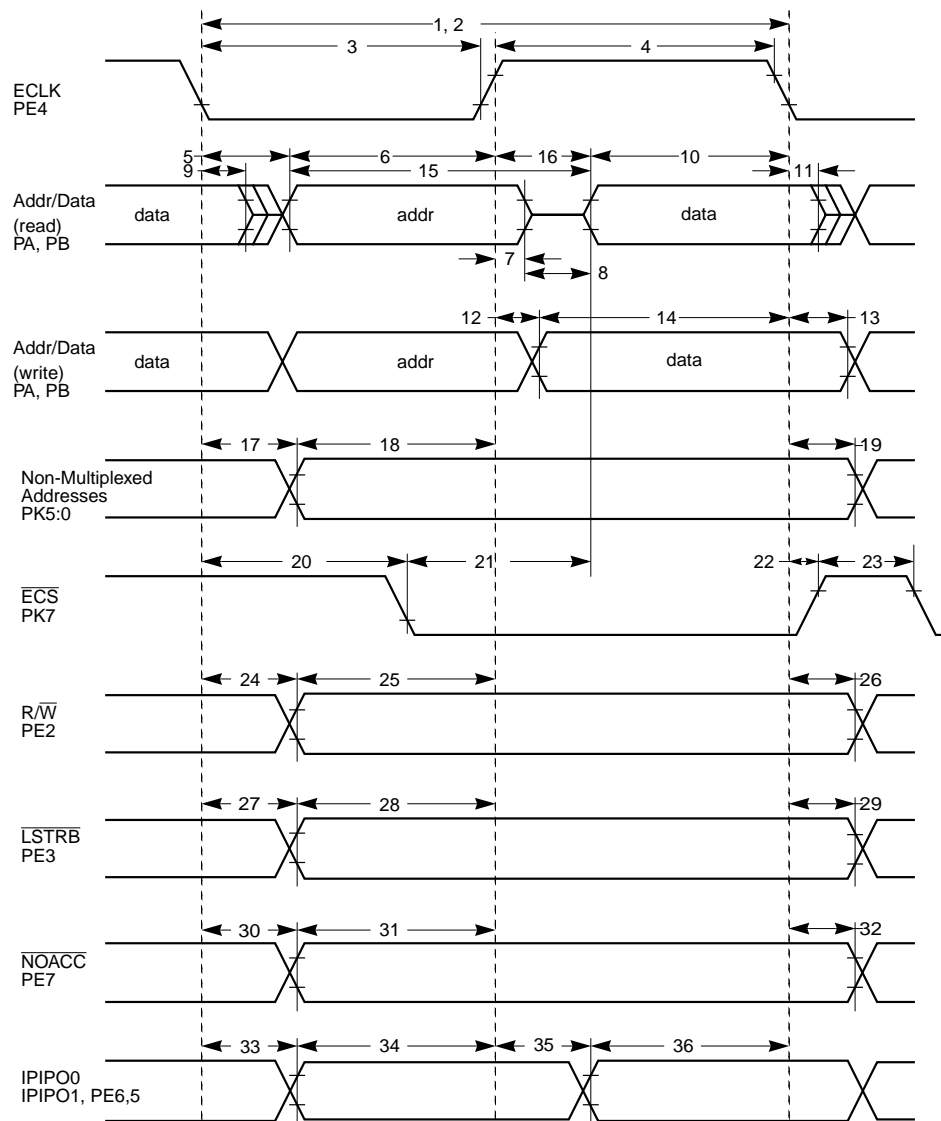 1, 2
3
4
ECLK
PE4
5
6
16
10
9
15
11
Addr/Data
(read)
PA, PB
data
addr
data
7
8
12
14
13
Addr/Data
(write)
PA, PB
data
addr
data
17
18
19
Non-Multiplexed
Addresses
PK5:0
20
21
22
23
ECS
PK7
24
25
26
R/W
PE2
27
28
29
LSTRB
PE3
30
31
32
NOACC
PE7
33
34
35
36
IPIPO0
IPIPO1, PE6,5